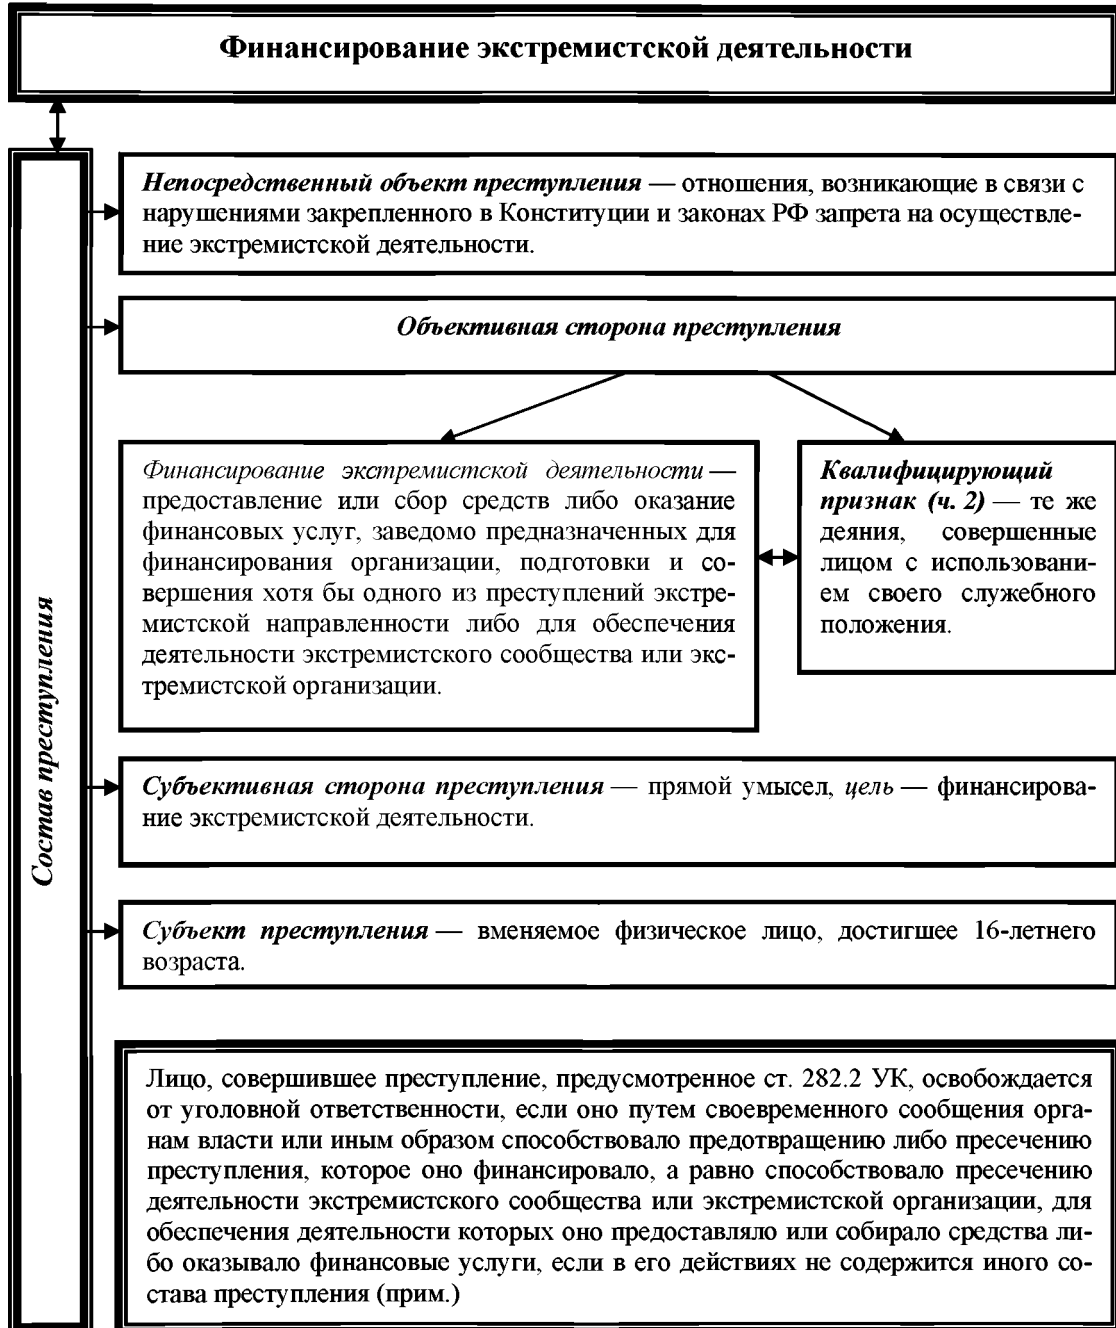 Финансирование экстремистской деятельности
Состав преступления
Непосредственный объект преступления — отношения, возникающие в связи с
нарушениями закрепленного в Конституции и законах РФ запрета на осуществле-
ние экстремистской деятельности.
Объективная сторона преступления
Финансирование экстремистской деятельности —
предоставление или сбор средств либо оказание
финансовых услуг, заведомо предназначенных для
финансирования организации, подготовки и со-
вершения хотя бы одного из преступлений экстре-
мистской направленности либо для обеспечения
деятельности экстремистского сообщества или экс-
тремистской организации.
Квалифицирующий
признак (ч. 2) — те же
деяния, совершенные
лицом с использовани-
ем своего служебного
положения.
Субъективная сторона преступления — прямой умысел, цель — финансирова-
ние экстремистской деятельности.
Субъект преступления — вменяемое физическое лицо, достигшее 16-летнего
возраста.
Лицо, совершившее преступление, предусмотренное ст. 282.2 УК, освобождается
от уголовной ответственности, если оно путем своевременного сообщения орга-
нам власти или иным образом способствовало предотвращению либо пресечению
преступления, которое оно финансировало, а равно способствовало пресечению
деятельности экстремистского сообщества или экстремистской организации, для
обеспечения деятельности которых оно предоставляло или собирало средства ли-
бо оказывало финансовые услуги, если в его действиях не содержится иного со-
става преступления (прим.)